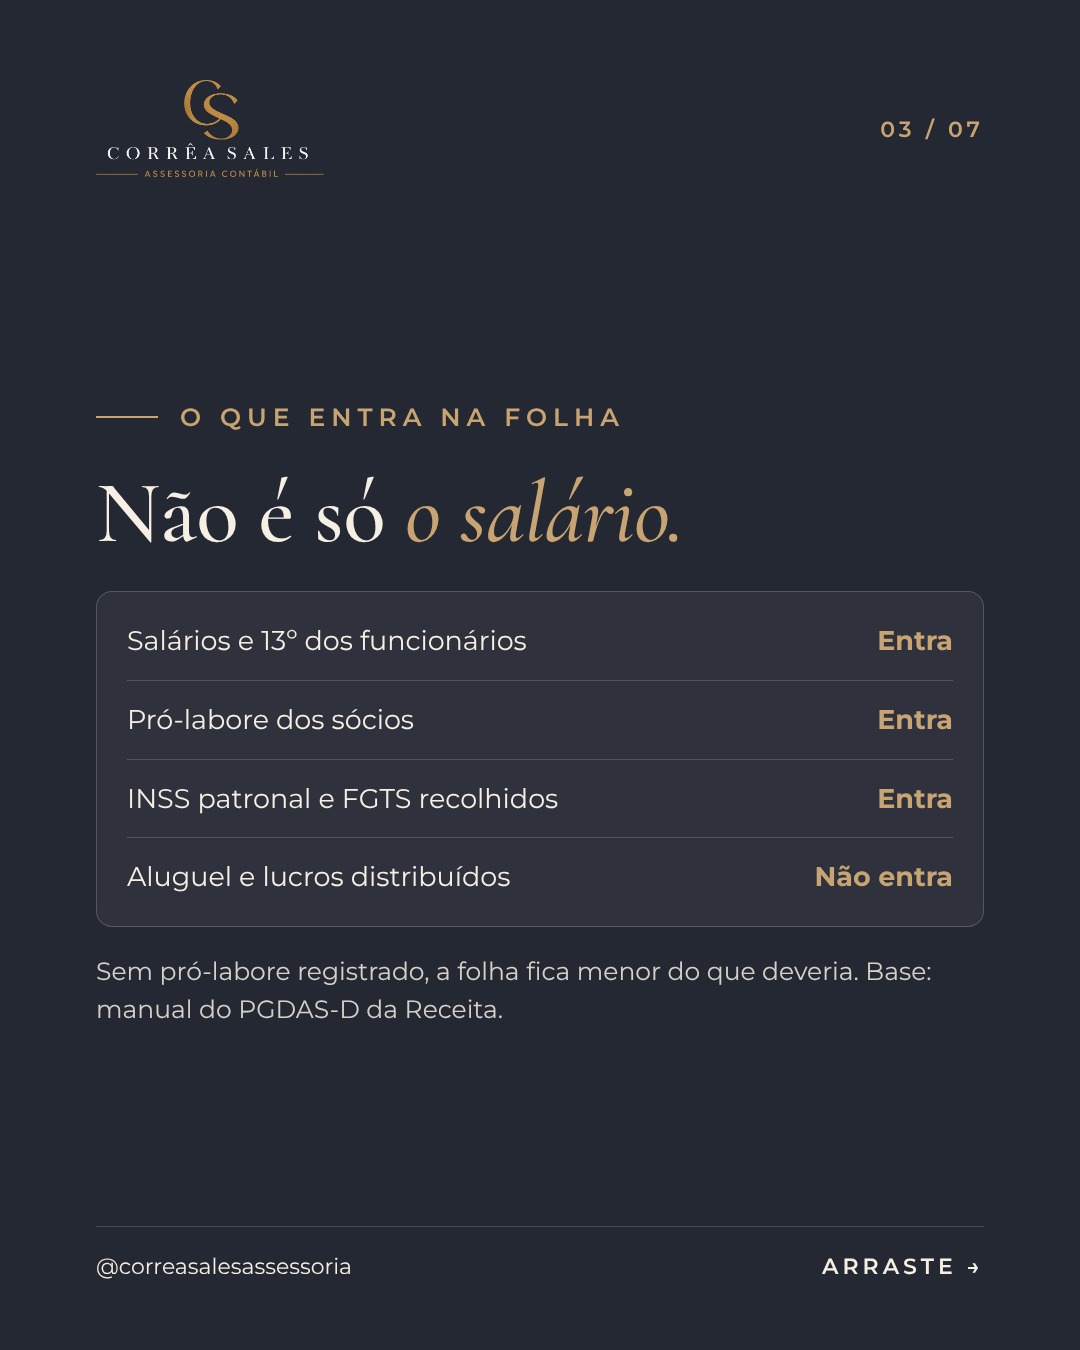 CS
CORRÊA SALES
ASSESSORIA CONTÁBIL
03 / 07
O QUE ENTRA NA FOLHA
Não é só o salário.
Salários e 13º dos funcionários Entra
Pró-labore dos sócios Entra
INSS patronal e FGTS recolhidos Entra
Aluguel e lucros distribuídos Não entra
Sem pró-labore registrado, a folha fica menor do que deveria. Base:
manual do PGDAS-D da Receita.
@correasalesassessoria ARRASTE →